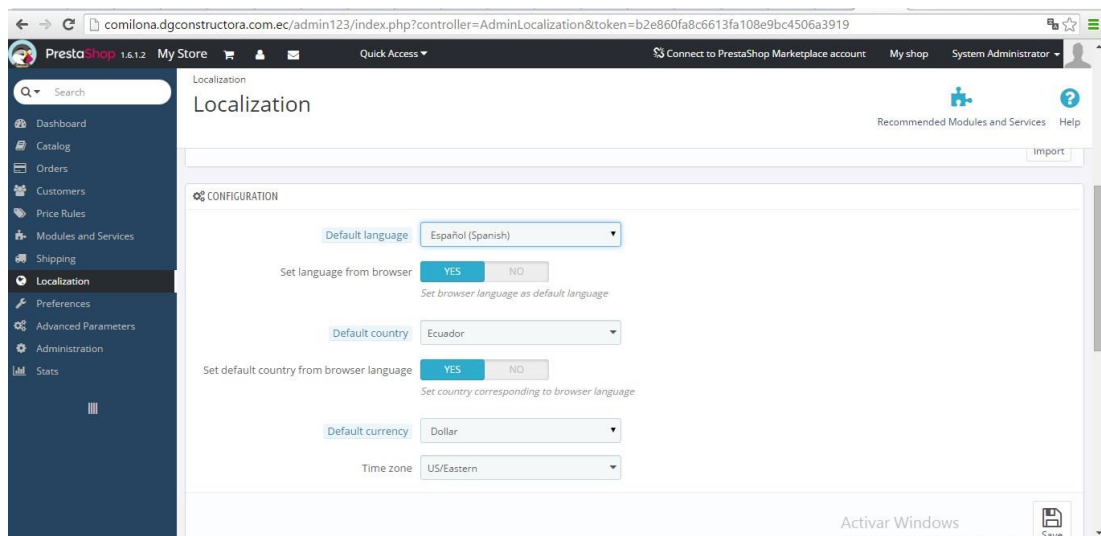 comilona.dgconstructora.com.ec/admin123/index.php?controller=AdminLocalization&token=b2e860fa8c6613fa108e9bc4506a3919
PrestaShop 1.6.1.2 My Store Quick Access Connect to PrestaShop Marketplace account My shop System Administrator
Search
Dashboard
Catalog
Orders
Customers
Price Rules
Modules and Services
Shipping
Localization
Preferences
Advanced Parameters
Administration
Stats
Localization
Localization
Recommended Modules and Services Help
Import
CONFIGURATION
Default language Español (Spanish)
Set language from browser YES NO
Set browser language as default language
Default country Ecuador
Set default country from browser language YES NO
Set country corresponding to browser language
Default currency Dollar
Time zone US/Eastern
Activar Windows
Save